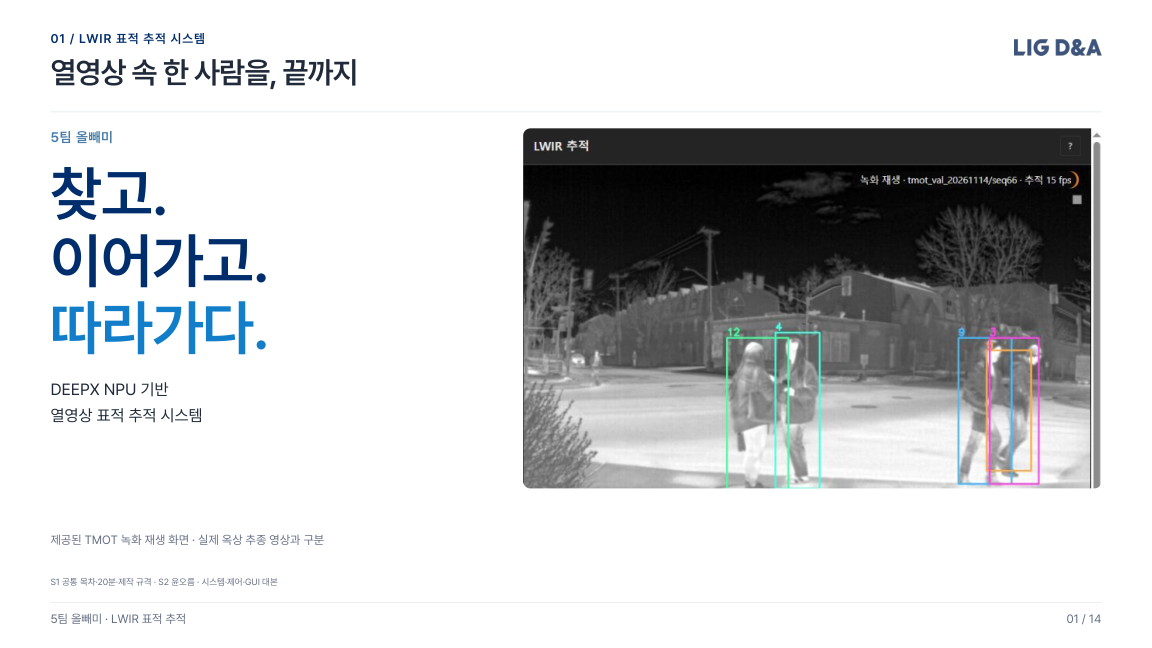 01 / LWIR 표적 추적 시스템
열영상 속 한 사람을, 끝까지
LIG D&A
5팀 올빼미
찾고.
이어가고.
따라가다.
DEEPX NPU 기반
열영상 표적 추적 시스템
LWIR 추적
?
녹화 재생 · tmot_val_20261114/seq66 · 추적 15 fps
12
4
9
3
제공된 TMOT 녹화 재생 화면 · 실제 옥상 추종 영상과 구분
S1 공통 목차·20분·제작 규격 · S2 윤오름 · 시스템·제어·GUI 대본
5팀 올빼미 · LWIR 표적 추적
01 / 14